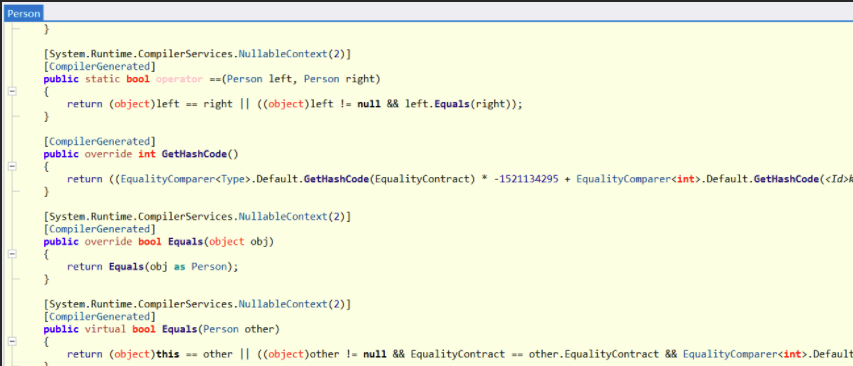 Person
}
[System.Runtime.CompilerServices.NullableContext(2)]
[CompilerGenerated]
public static bool operator ==(Person left, Person right)
{
return (object)left == right || ((object)left != null && left.Equals(right));
}
[CompilerGenerated]
public override int GetHashCode()
{
return ((EqualityComparer<Type>.Default.GetHashCode(EqualityContract) * -1521134295 + EqualityComparer<int>.Default.GetHashCode(<Id>
}
[System.Runtime.CompilerServices.NullableContext(2)]
[CompilerGenerated]
public override bool Equals(object obj)
{
return Equals(obj as Person);
}
[System.Runtime.CompilerServices.NullableContext(2)]
[CompilerGenerated]
public virtual bool Equals(Person other)
{
return (object)this == other || ((object)other != null && EqualityContract == other.EqualityContract && EqualityComparer<int>.Default